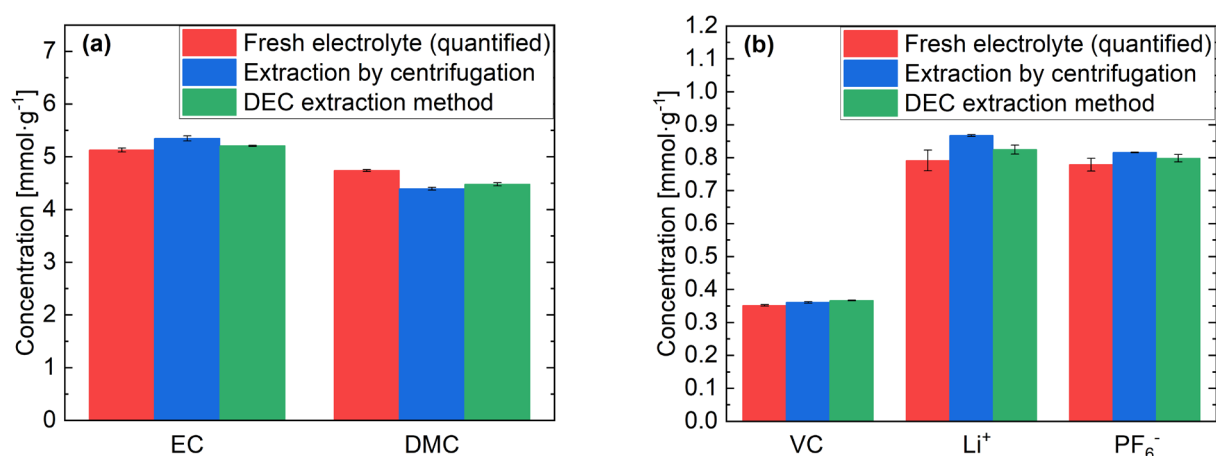 (a)
Fresh electrolyte (quantified)
Extraction by centrifugation
DEC extraction method
Concentration [mmol·g⁻¹]
7
6
5
4
3
2
1
0
EC DMC
(b)
Fresh electrolyte (quantified)
Extraction by centrifugation
DEC extraction method
Concentration [mmol·g⁻¹]
1.2
1.1
1.0
0.9
0.8
0.7
0.6
0.5
0.4
0.3
0.2
0.1
0.0
VC Li⁺ PF₆⁻